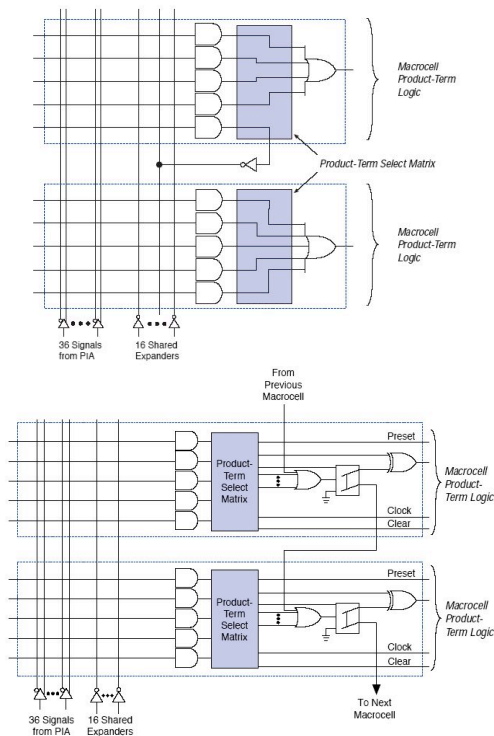 Macrocell
Product-Term
Logic
Product-Term Select Matrix
Macrocell
Product-Term
Logic
36 Signals
from PIA
16 Shared
Expanders
From
Previous
Macrocell
Preset
Product-
Term
Select
Matrix
Macrocell
Product-
Term Logic
Clock
Clear
Preset
Product-
Term
Select
Matrix
Macrocell
Product-
Term Logic
Clock
Clear
36 Signals
from PIA
16 Shared
Expanders
To Next
Macrocell